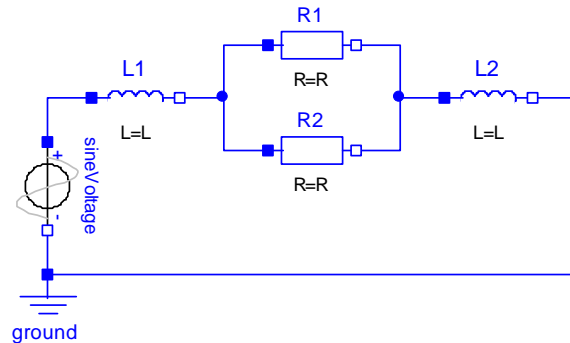 R1
R=R
L1
L=L
L2
L=L
R2
R=R
+
sineVoltage
-
ground